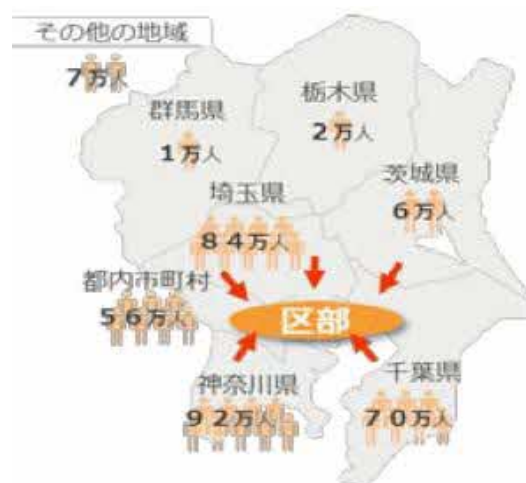 その他の地域
7万人
群馬県
1万人
栃木県
2万人
茨城県
6万人
埼玉県
84万人
都内市町村
56万人
区部
神奈川県
92万人
千葉県
70万人